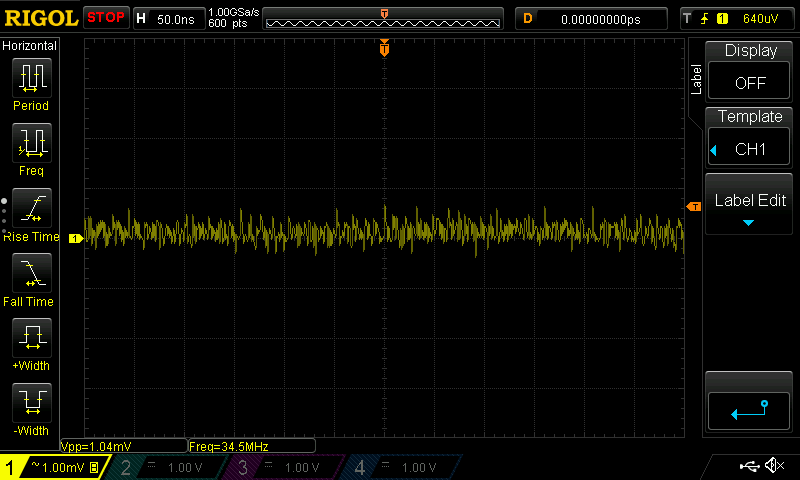 RIGOL STOP H 50.0ns 1.00GSa/s 600 pts T D 0.00000000ps T 1 640uV
Horizontal
Period
Freq
Rise Time
Fall Time
+Width
-Width
T
1
T
Vpp=1.04mV Freq=34.5MHz
Label
Display
OFF
Template
CH1
Label Edit
1 ~1.00mV B 2 1.00 V 3 1.00 V 4 1.00 V